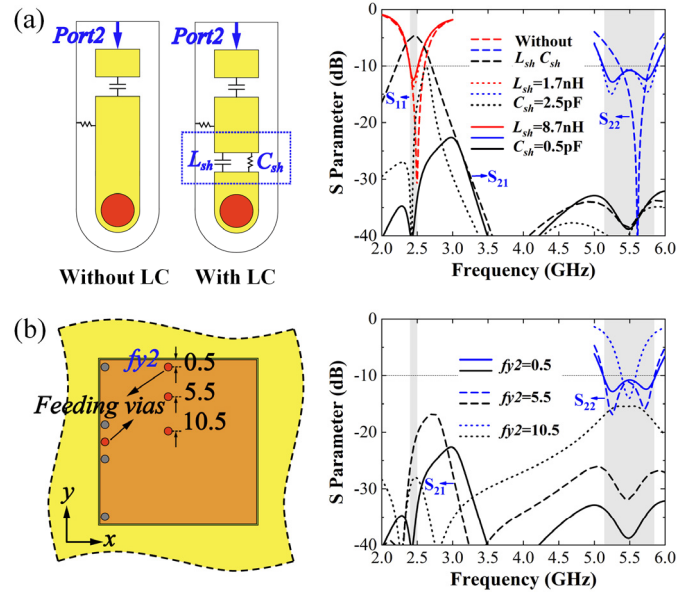 (a)
Port2
Port2
L_sh
C_sh
Without LC
With LC
S Parameter (dB)
0
-10
-20
-30
-40
2.0 2.5 3.0 3.5 4.0 4.5 5.0 5.5 6.0
Frequency (GHz)
Without
L_sh C_sh
L_sh=1.7nH
C_sh=2.5pF
L_sh=8.7nH
C_sh=0.5pF
S_11
S_22
S_21
(b)
fy2
0.5
5.5
10.5
Feeding vias
y
x
S Parameter (dB)
0
-10
-20
-30
-40
2.0 2.5 3.0 3.5 4.0 4.5 5.0 5.5 6.0
Frequency (GHz)
fy2=0.5
fy2=5.5
fy2=10.5
S_22
S_21